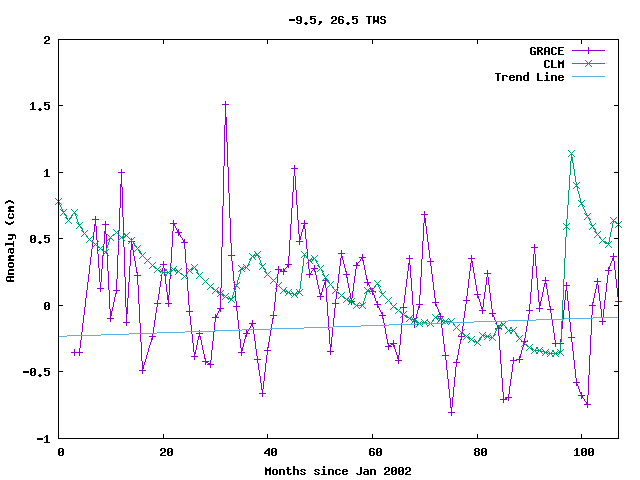 -9.5, 26.5 TWS
GRACE
CLM
Trend Line
Anomaly (cm)
2
1.5
1
0.5
0
-0.5
-1
0 20 40 60 80 100
Months since Jan 2002